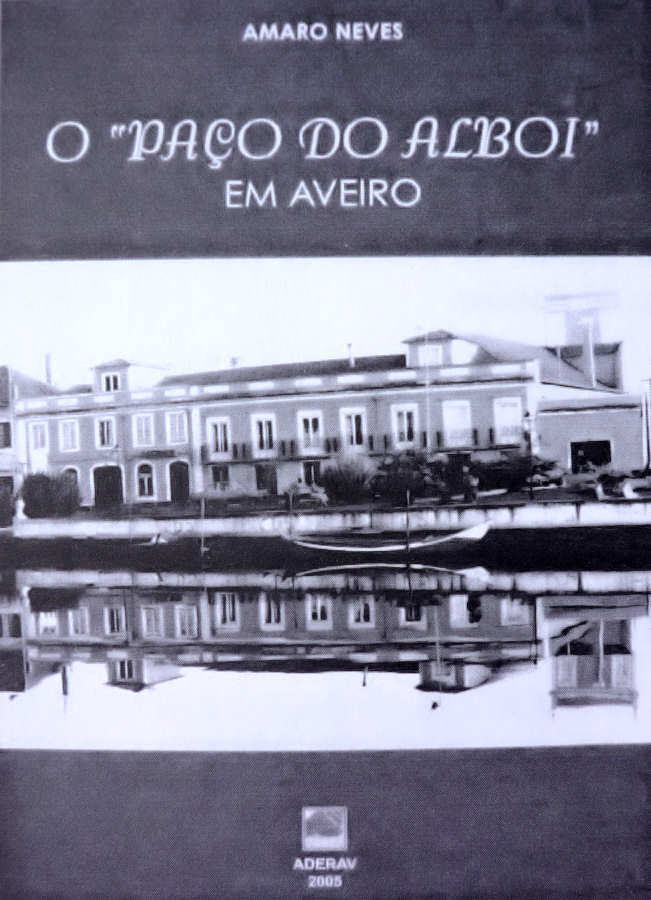 AMARO NEVES
O "PAÇO DO ALBOI"
EM AVEIRO
ADERAV
2005